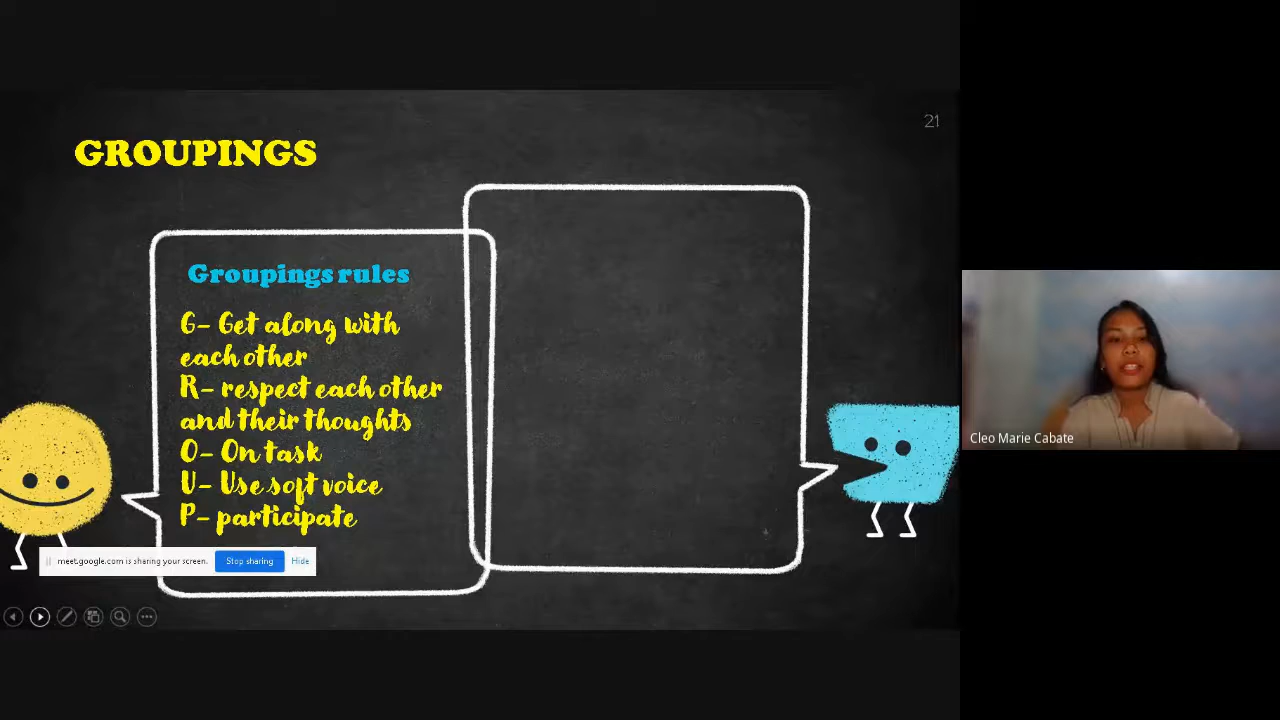 21
GROUPINGS
Groupings rules
G- Get along with
each other
R- respect each other
and their thoughts
O- On task
U- Use soft voice
P- participate
meet.google.com is sharing your screen.
Stop sharing
Hide
Cleo Marie Cabate